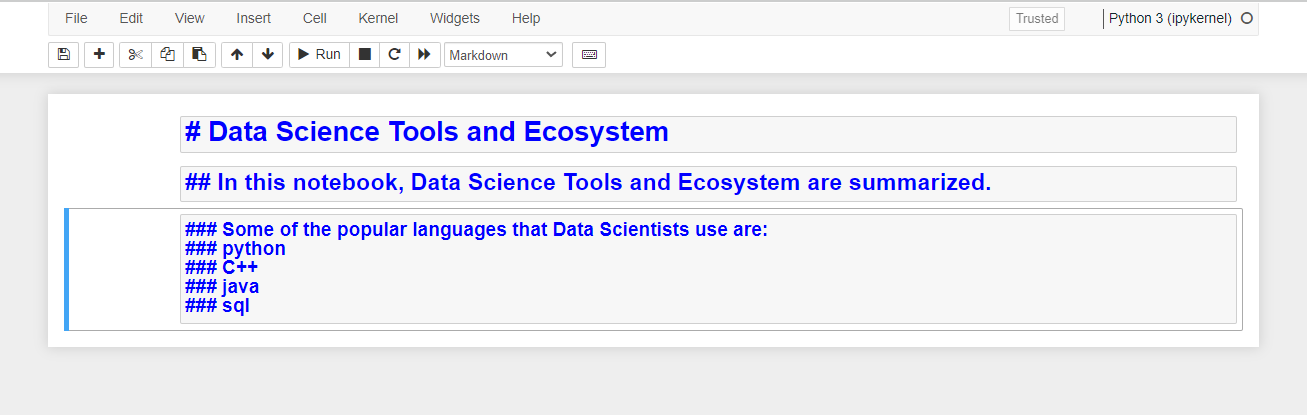 File Edit View Insert Cell Kernel Widgets Help Trusted Python 3 (ipykernel)
Run Markdown
# Data Science Tools and Ecosystem
## In this notebook, Data Science Tools and Ecosystem are summarized.
### Some of the popular languages that Data Scientists use are:
### python
### C++
### java
### sql